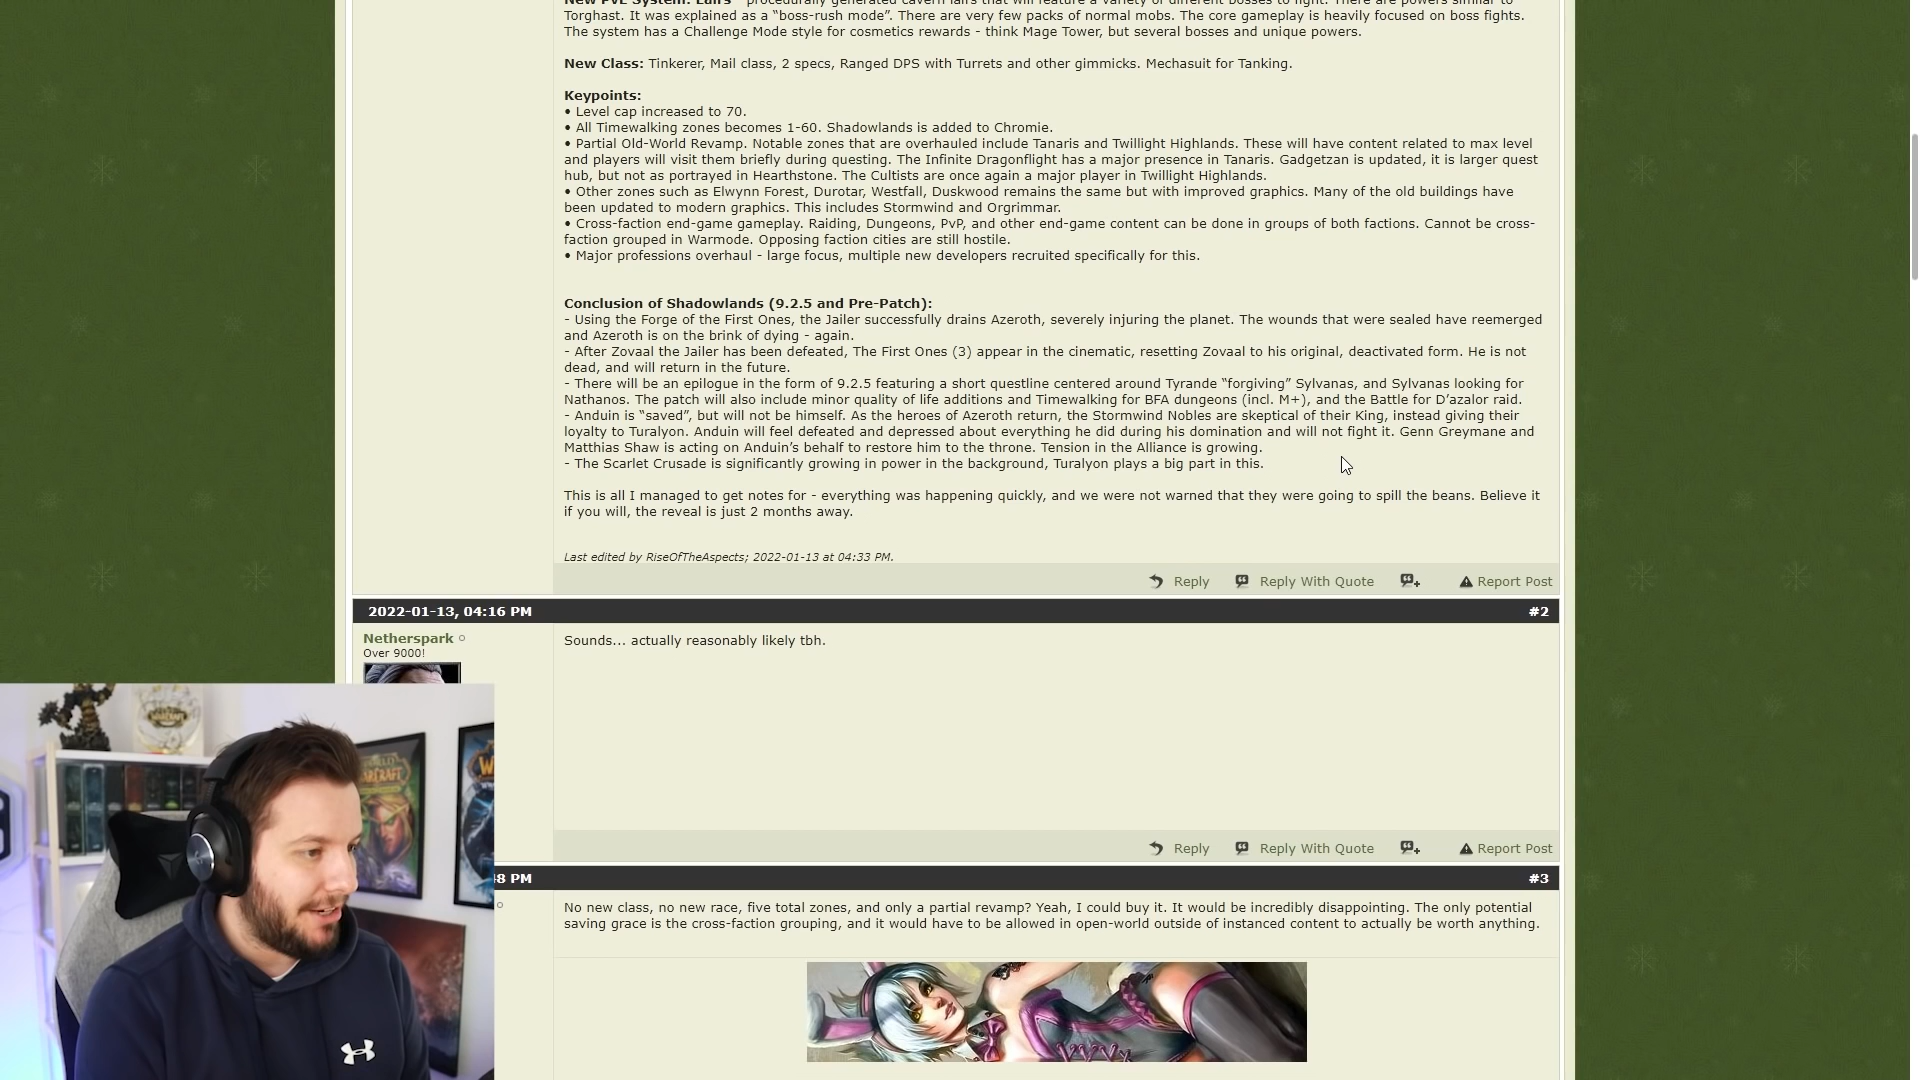 New PvE System: Lairs - procedurally generated cavern lairs that will feature a variety of different bosses to fight. There are powers similar to
Torghast. It was explained as a “boss-rush mode”. There are very few packs of normal mobs. The core gameplay is heavily focused on boss fights.
The system has a Challenge Mode style for cosmetics rewards - think Mage Tower, but several bosses and unique powers.
New Class: Tinkerer, Mail class, 2 specs, Ranged DPS with Turrets and other gimmicks. Mechasuit for Tanking.
Keypoints:
• Level cap increased to 70.
• All Timewalking zones becomes 1-60. Shadowlands is added to Chromie.
• Partial Old-World Revamp. Notable zones that are overhauled include Tanaris and Twillight Highlands. These will have content related to max level
and players will visit them briefly during questing. The Infinite Dragonflight has a major presence in Tanaris. Gadgetzan is updated, it is larger quest
hub, but not as portrayed in Hearthstone. The Cultists are once again a major player in Twillight Highlands.
• Other zones such as Elwynn Forest, Durotar, Westfall, Duskwood remains the same but with improved graphics. Many of the old buildings have
been updated to modern graphics. This includes Stormwind and Orgrimmar.
• Cross-faction end-game gameplay. Raiding, Dungeons, PvP, and other end-game content can be done in groups of both factions. Cannot be cross-
faction grouped in Warmode. Opposing faction cities are still hostile.
• Major professions overhaul - large focus, multiple new developers recruited specifically for this.
Conclusion of Shadowlands (9.2.5 and Pre-Patch):
- Using the Forge of the First Ones, the Jailer successfully drains Azeroth, severely injuring the planet. The wounds that were sealed have reemerged
and Azeroth is on the brink of dying - again.
- After Zovaal the Jailer has been defeated, The First Ones (3) appear in the cinematic, resetting Zovaal to his original, deactivated form. He is not
dead, and will return in the future.
- There will be an epilogue in the form of 9.2.5 featuring a short questline centered around Tyrande “forgiving” Sylvanas, and Sylvanas looking for
Nathanos. The patch will also include minor quality of life additions and Timewalking for BFA dungeons (incl. M+), and the Battle for D’azalor raid.
- Anduin is “saved”, but will not be himself. As the heroes of Azeroth return, the Stormwind Nobles are skeptical of their King, instead giving their
loyalty to Turalyon. Anduin will feel defeated and depressed about everything he did during his domination and will not fight it. Genn Greymane and
Matthias Shaw is acting on Anduin’s behalf to restore him to the throne. Tension in the Alliance is growing.
- The Scarlet Crusade is significantly growing in power in the background, Turalyon plays a big part in this.
This is all I managed to get notes for - everything was happening quickly, and we were not warned that they were going to spill the beans. Believe it
if you will, the reveal is just 2 months away.
Last edited by RiseOfTheAspects; 2022-01-13 at 04:33 PM.
Reply Reply With Quote Report Post
2022-01-13, 04:16 PM #2
Netherspark
Over 9000!
Sounds... actually reasonably likely tbh.
Reply Reply With Quote Report Post
8 PM #3
No new class, no new race, five total zones, and only a partial revamp? Yeah, I could buy it. It would be incredibly disappointing. The only potential
saving grace is the cross-faction grouping, and it would have to be allowed in open-world outside of instanced content to actually be worth anything.